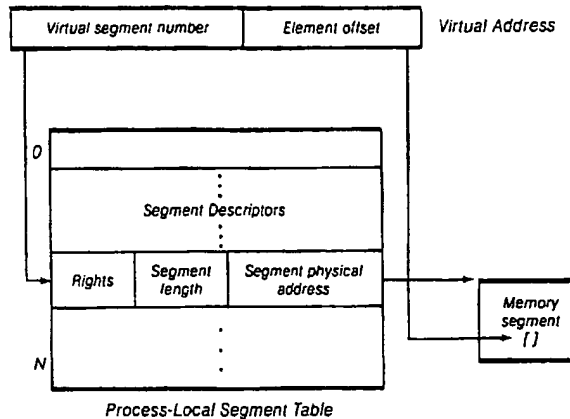 Virtual segment number Element offset Virtual Address
0
Segment Descriptors
Rights Segment length Segment physical address
Memory segment [ ]
N
Process-Local Segment Table